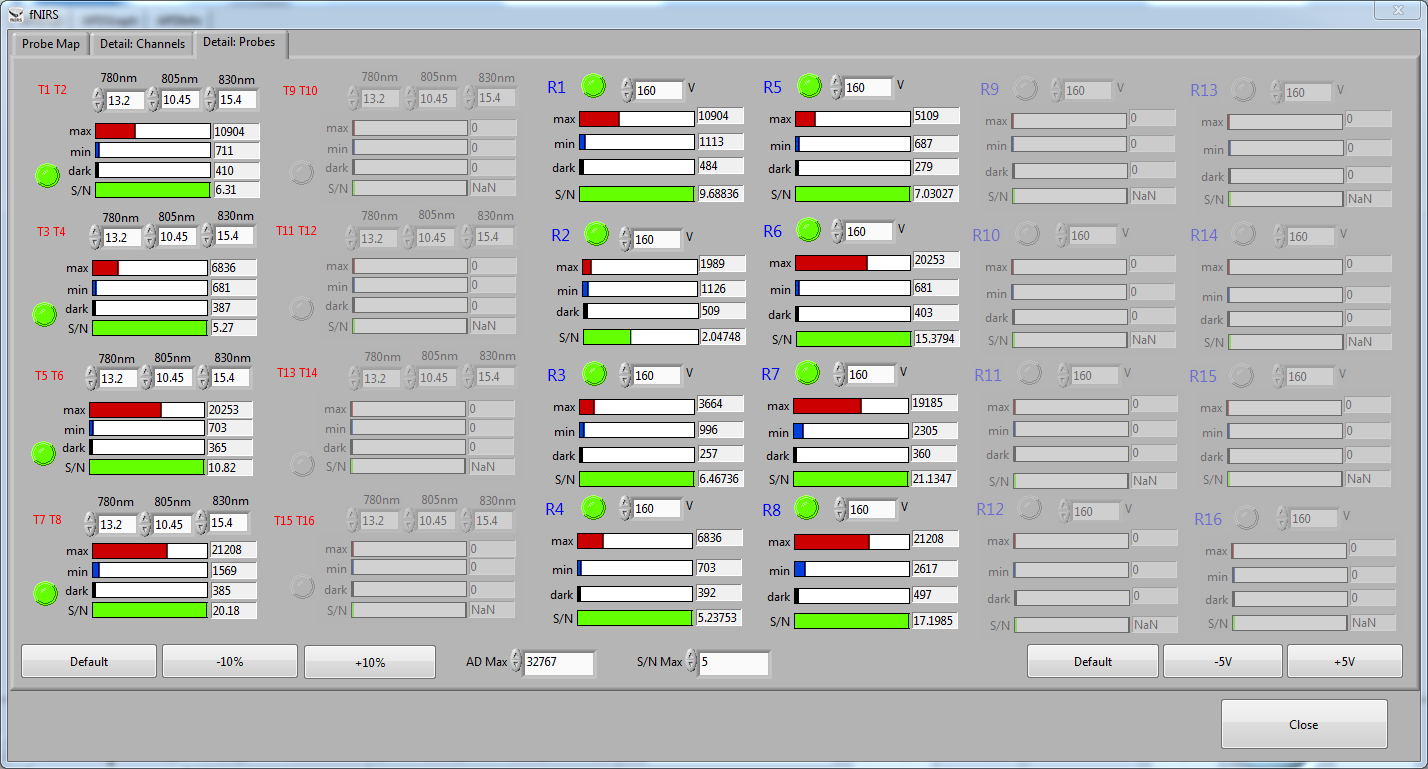 fNIRS
Probe Map Detail: Channels Detail: Probes
T1 T2 780nm 805nm 830nm
13.2 10.45 15.4
max 10904
min 711
dark 410
S/N 6.31
T3 T4 780nm 805nm 830nm
13.2 10.45 15.4
max 6836
min 681
dark 387
S/N 5.27
T5 T6 780nm 805nm 830nm
13.2 10.45 15.4
max 20253
min 703
dark 365
S/N 10.82
T7 T8 780nm 805nm 830nm
13.2 10.45 15.4
max 21208
min 1569
dark 385
S/N 20.18
T9 T10 780nm 805nm 830nm
13.2 10.45 15.4
max 0
min 0
dark 0
S/N NaN
T11 T12 780nm 805nm 830nm
13.2 10.45 15.4
max 0
min 0
dark 0
S/N NaN
T13 T14 780nm 805nm 830nm
13.2 10.45 15.4
max 0
min 0
dark 0
S/N NaN
T15 T16 780nm 805nm 830nm
13.2 10.45 15.4
max 0
min 0
dark 0
S/N NaN
R1 160 V
max 10904
min 1113
dark 484
S/N 9.68836
R2 160 V
max 1989
min 1126
dark 509
S/N 2.04748
R3 160 V
max 3664
min 996
dark 257
S/N 6.46736
R4 160 V
max 6836
min 703
dark 392
S/N 5.23753
R5 160 V
max 5109
min 687
dark 279
S/N 7.03027
R6 160 V
max 20253
min 681
dark 403
S/N 15.3794
R7 160 V
max 19185
min 2305
dark 360
S/N 21.1347
R8 160 V
max 21208
min 2617
dark 497
S/N 17.1985
R9 160 V
max 0
min 0
dark 0
S/N NaN
R10 160 V
max 0
min 0
dark 0
S/N NaN
R11 160 V
max 0
min 0
dark 0
S/N NaN
R12 160 V
max 0
min 0
dark 0
S/N NaN
R13 160 V
max 0
min 0
dark 0
S/N NaN
R14 160 V
max 0
min 0
dark 0
S/N NaN
R15 160 V
max 0
min 0
dark 0
S/N NaN
R16 160 V
max 0
min 0
dark 0
S/N NaN
Default -10% +10% AD Max 32767 S/N Max 5 Default -5V +5V
Close